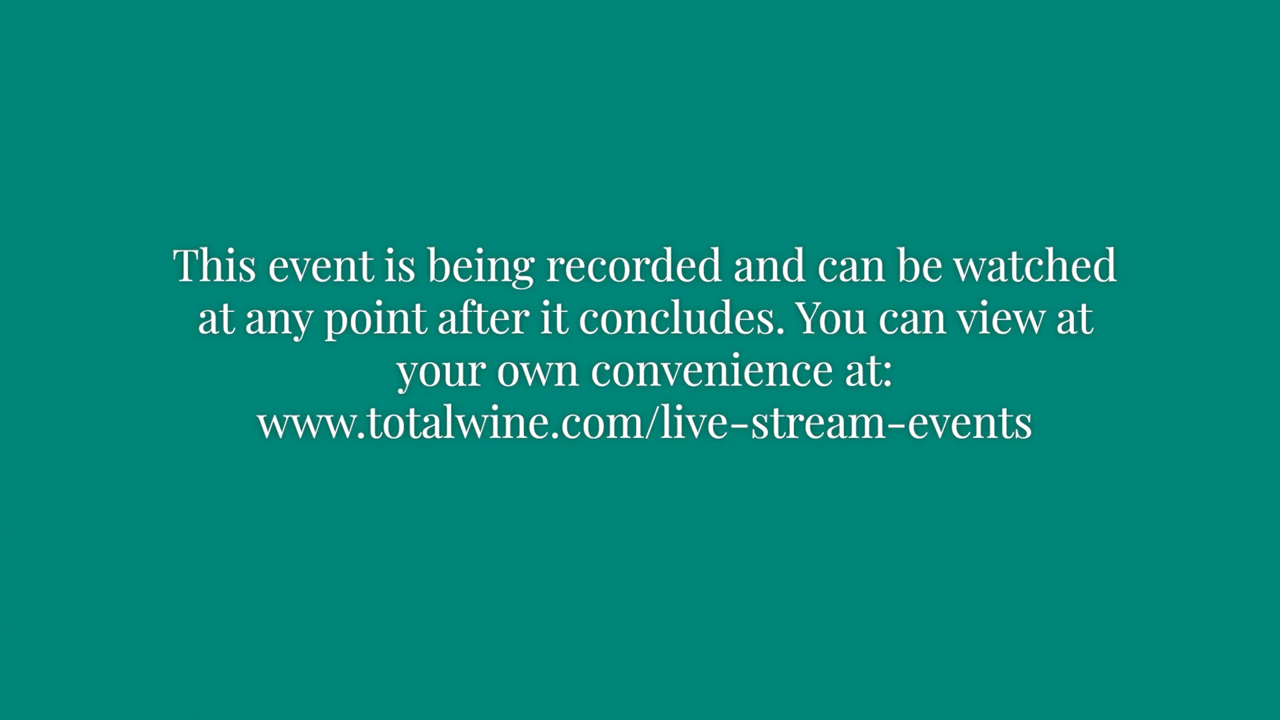 This event is being recorded and can be watched
at any point after it concludes. You can view at
your own convenience at:
www.totalwine.com/live-stream-events